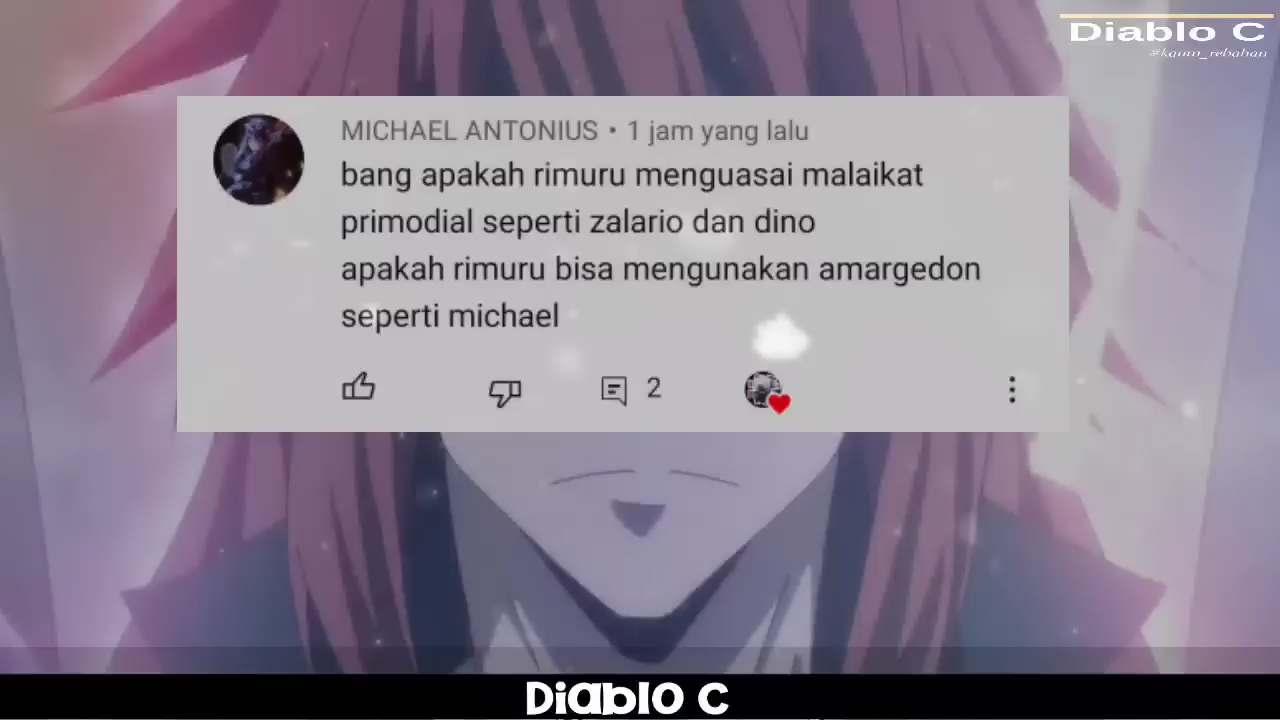 Diablo C
#kaum_rebahan
MICHAEL ANTONIUS • 1 jam yang lalu
bang apakah rimuru menguasai malaikat
primodial seperti zalario dan dino
apakah rimuru bisa mengunakan amargedon
seperti michael
2
Diablo C